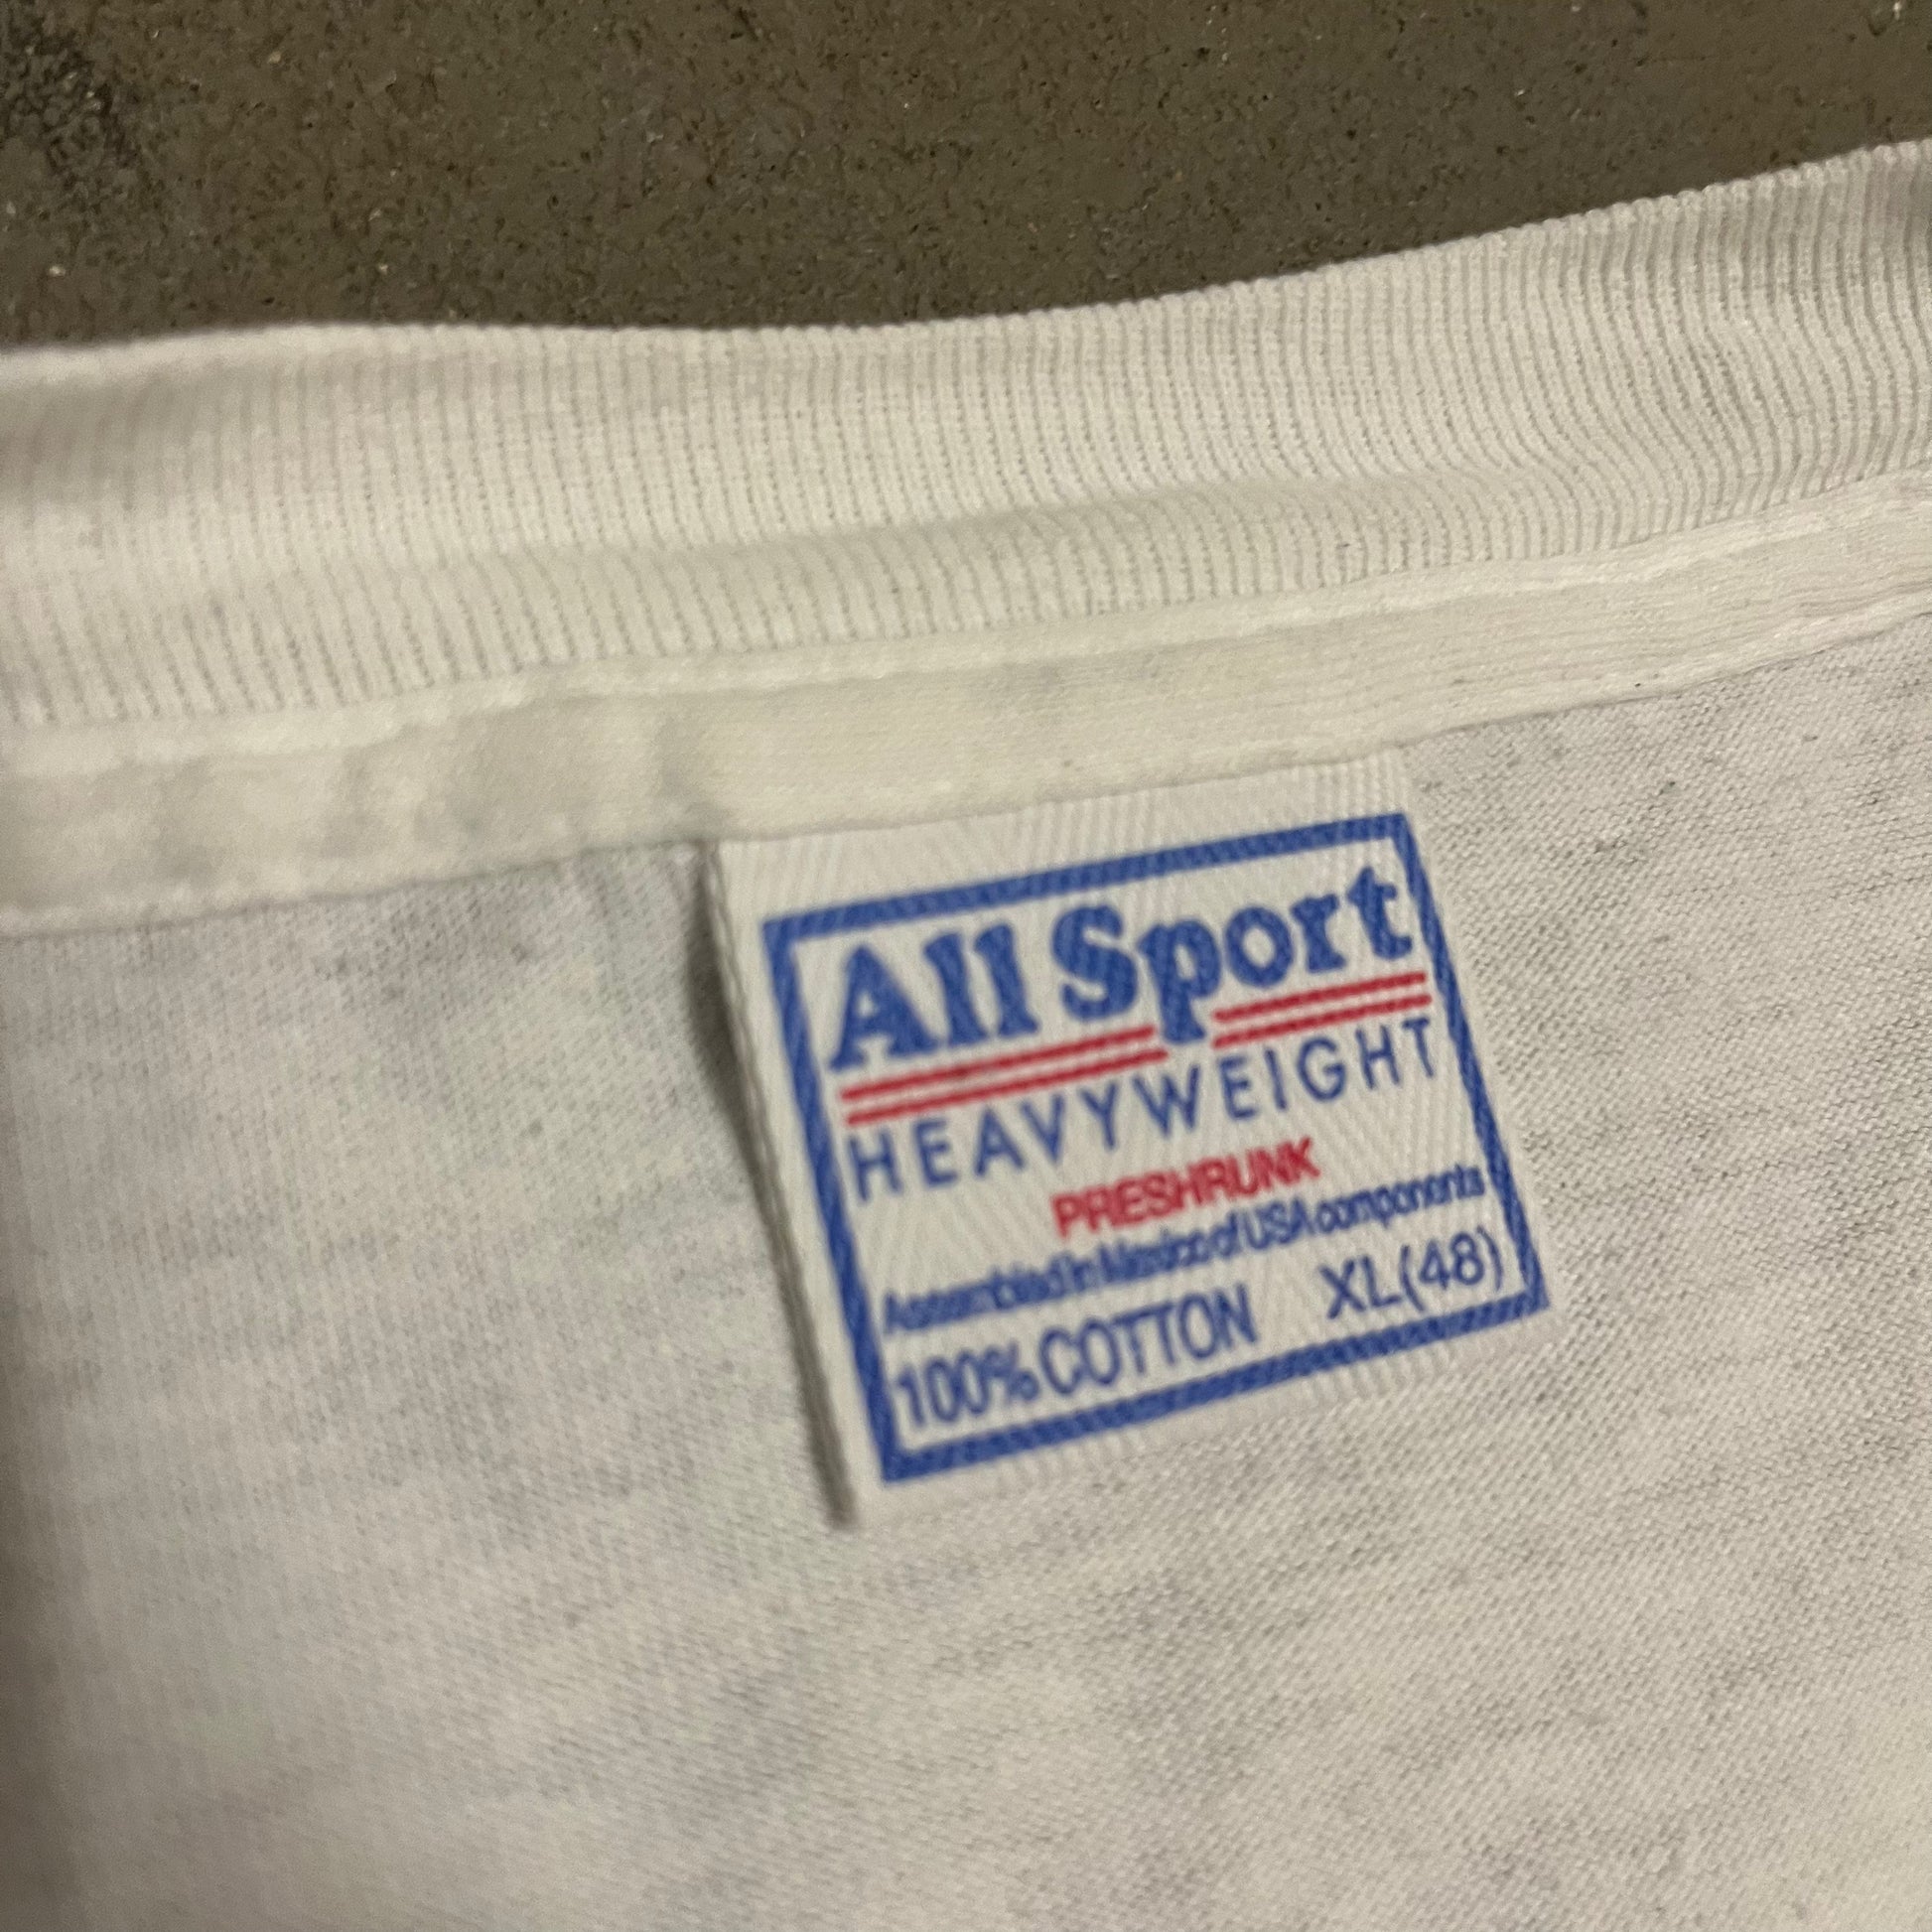 All Sport
HEAVYWEIGHT
PRESHRUNK
Assembled in Mexico of USA components
100% COTTON XL(48)